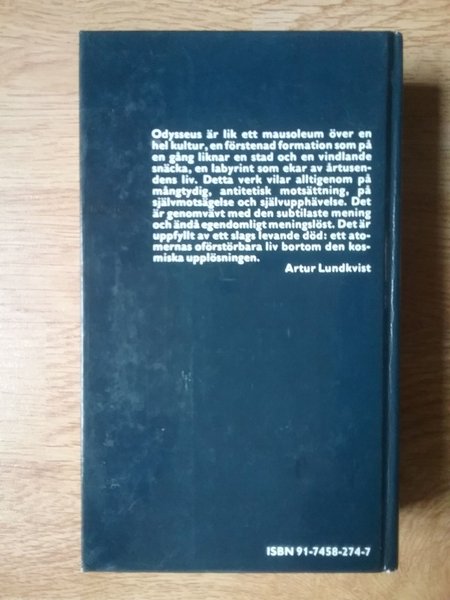 Odysseus är lik ett mausoleum över en
hel kultur, en förstenad formation som på
en gång liknar en stad och en vindlande
snäcka, en labyrint som ekar av årtusen-
dens liv. Detta verk vilar alltigenom på
mångtydig, antitetisk motsättning, på
självmotsägelse och självupphävelse. Det
är genomvävt med den subtilaste mening
och ändå egendomligt meningslöst. Det är
uppfyllt av ett slags levande död: ett ato-
mernas oförstörbara liv bortom den kos-
miska upplösningen.
Artur Lundkvist
ISBN 91-7458-274-7